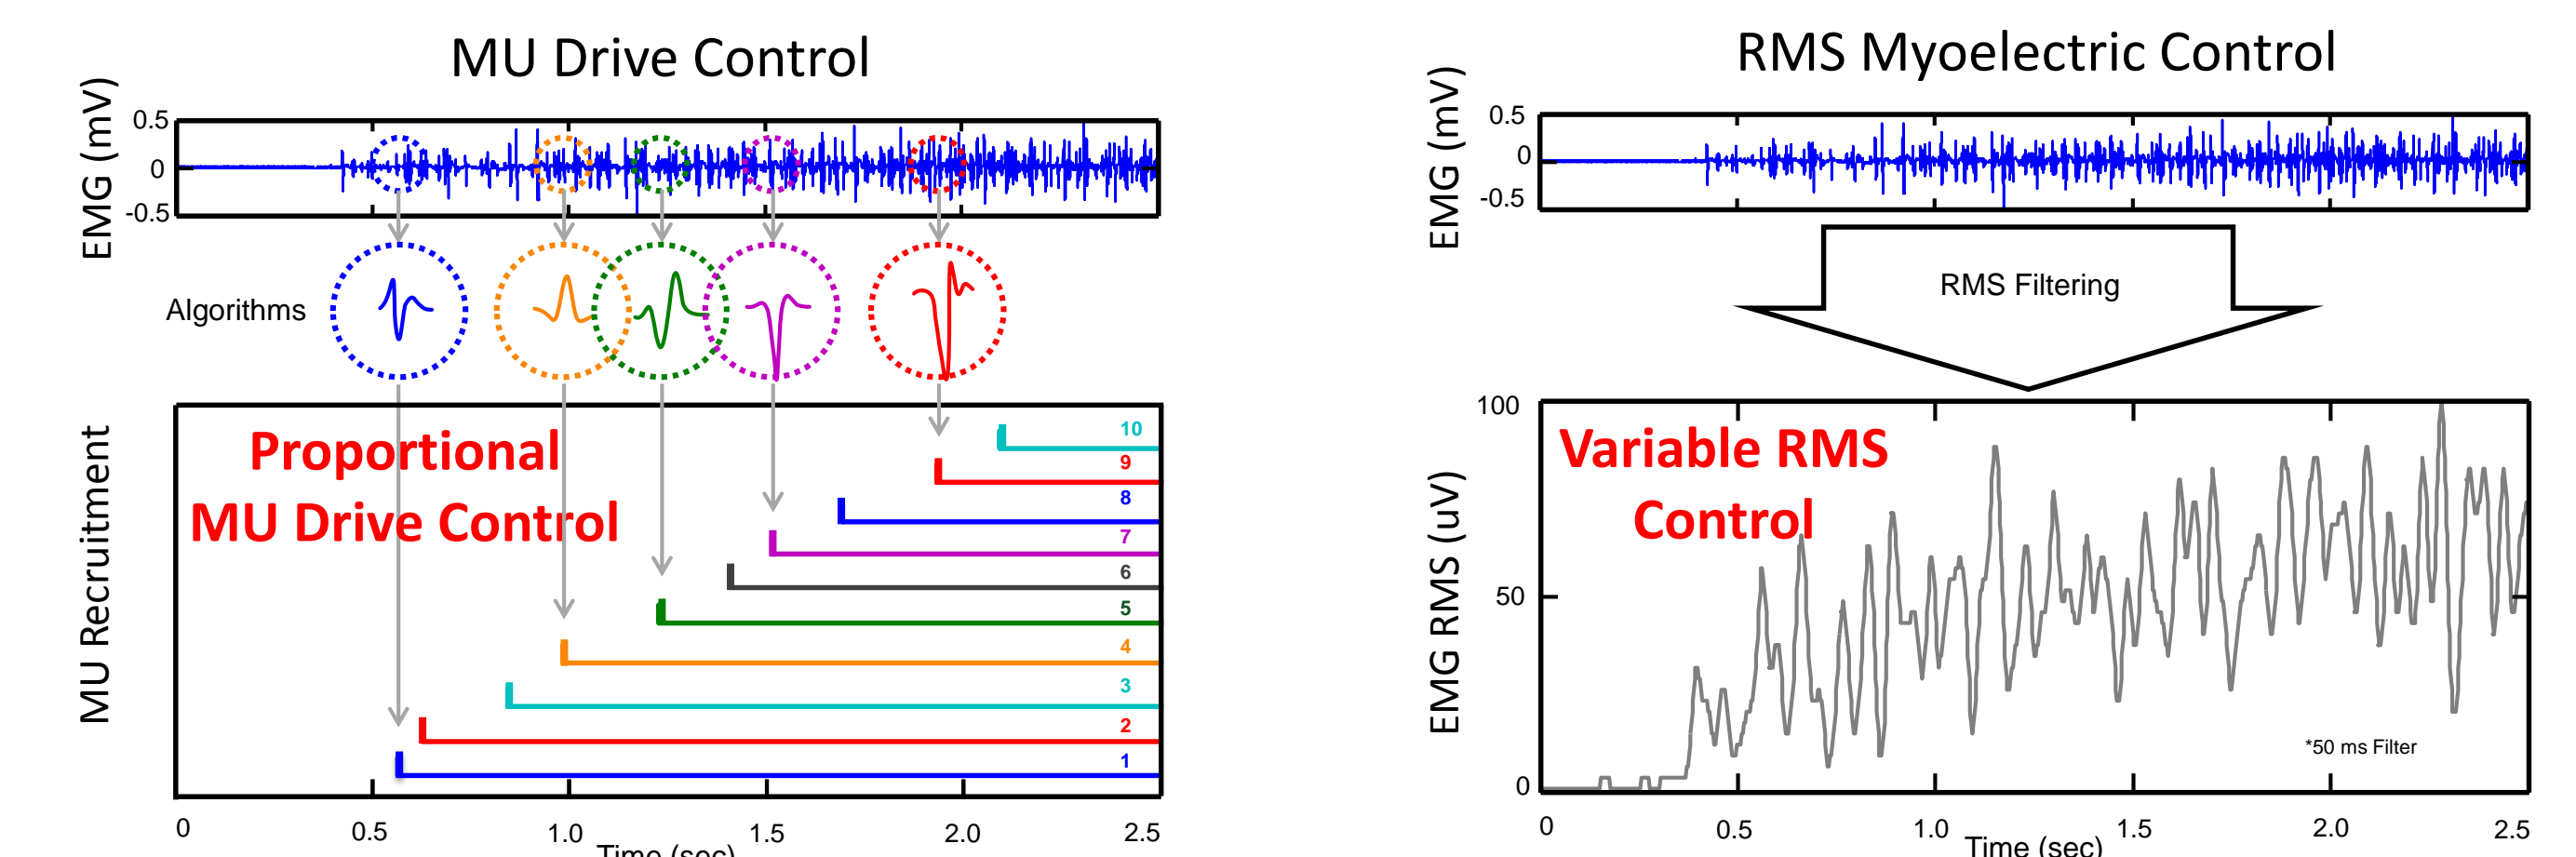 MU Drive Control
EMG (mV)
0.5
0
-0.5
Algorithms
MU Recruitment
Proportional
MU Drive Control
10
9
8
7
6
5
4
3
2
1
0 0.5 1.0 1.5 2.0 2.5
Time (sec)
RMS Myoelectric Control
EMG (mV)
0.5
0
-0.5
RMS Filtering
EMG RMS (uV)
100
50
0
Variable RMS
Control
*50 ms Filter
0 0.5 1.0 1.5 2.0 2.5
Time (sec)